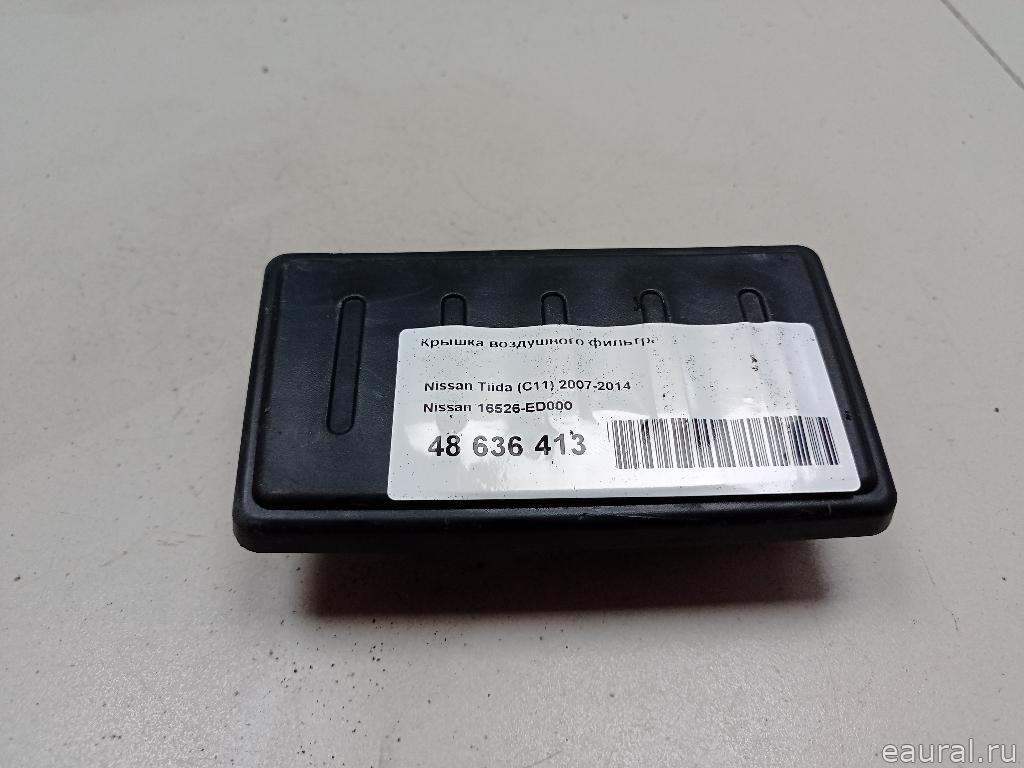 Крышка воздушного фильтра
Nissan Tiida (C11) 2007-2014
Nissan 16526-ED000
48 636 413
eaural.ru